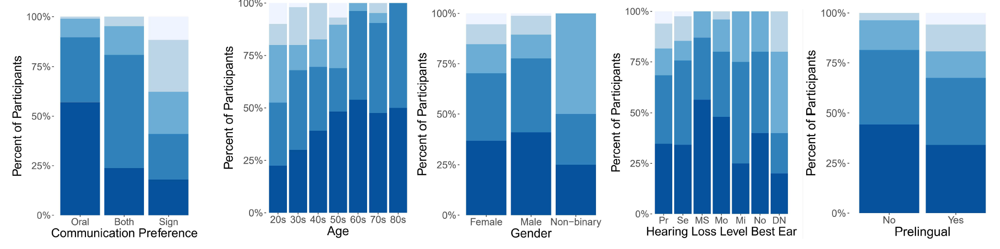 Percent of Participants
100%
75%
50%
25%
0%
Oral Both Sign
Communication Preference
Percent of Participants
100%
75%
50%
25%
0%
20s 30s 40s 50s 60s 70s 80s
Age
Percent of Participants
100%
75%
50%
25%
0%
Female Male Non−binary
Gender
Percent of Participants
100%
75%
50%
25%
0%
Pr Se MS Mo Mi No DN
Hearing Loss Level Best Ear
Percent of Participants
100%
75%
50%
25%
0%
No Yes
Prelingual